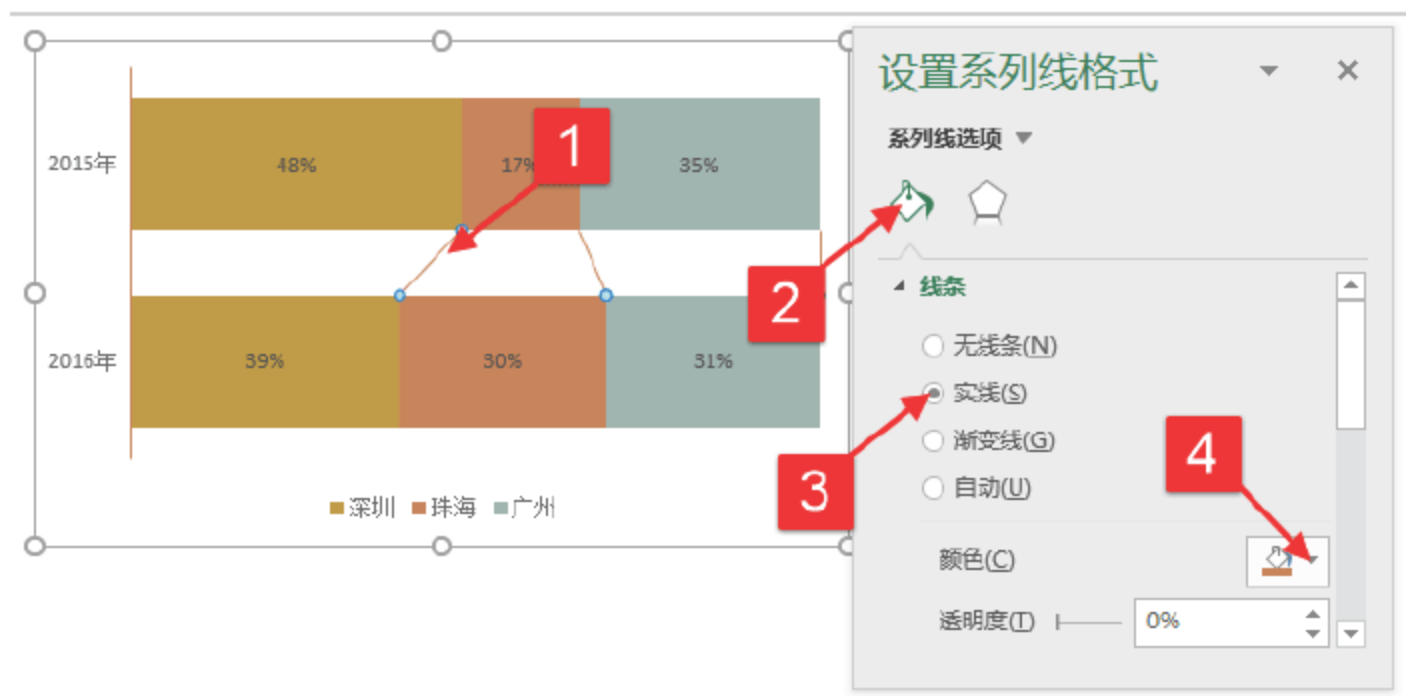 设置系列线格式
系列线选项
1
2015年 48% 17% 35%
2
线条
无线条(N)
2016年 39% 30% 31%
实线(S)
3
渐变线(G)
4
自动(U)
深圳 珠海 广州
颜色(C)
透明度(T) 0%